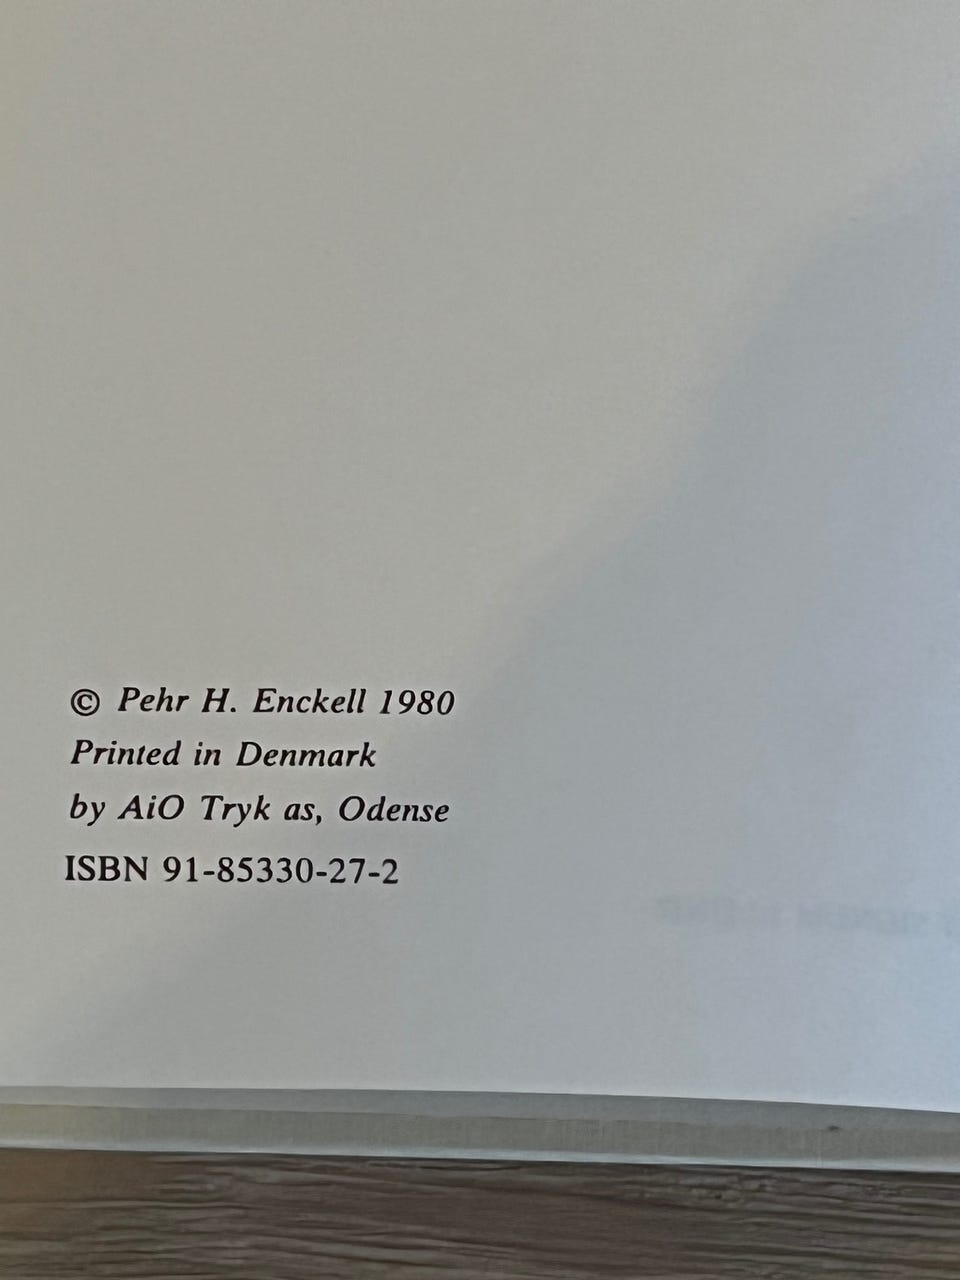 © Pehr H. Enckell 1980
Printed in Denmark
by AiO Tryk as, Odense
ISBN 91-85330-27-2